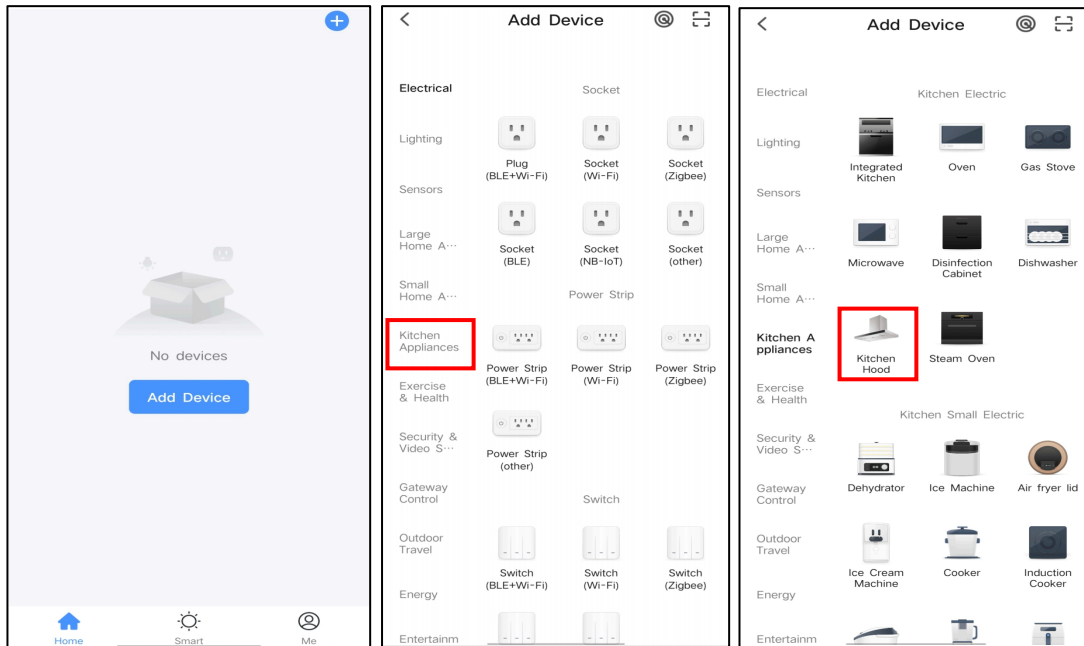 No devices
Add Device
Home
Smart
Me
Add Device
Electrical
Lighting
Sensors
Large
Home A···
Small
Home A···
Kitchen
Appliances
Exercise
& Health
Security &
Video S···
Gateway
Control
Outdoor
Travel
Energy
Entertainm
Socket
Plug
(BLE+Wi-Fi)
Socket
(Wi-Fi)
Socket
(Zigbee)
Socket
(BLE)
Socket
(NB-IoT)
Socket
(other)
Power Strip
Power Strip
(BLE+Wi-Fi)
Power Strip
(Wi-Fi)
Power Strip
(Zigbee)
Power Strip
(other)
Switch
Switch
(BLE+Wi-Fi)
Switch
(Wi-Fi)
Switch
(Zigbee)
Add Device
Electrical
Lighting
Sensors
Large
Home A···
Small
Home A···
Kitchen A
ppliances
Exercise
& Health
Security &
Video S···
Gateway
Control
Outdoor
Travel
Energy
Entertainm
Kitchen Electric
Integrated
Kitchen
Oven
Gas Stove
Microwave
Disinfection
Cabinet
Dishwasher
Kitchen
Hood
Steam Oven
Kitchen Small Electric
Dehydrator
Ice Machine
Air fryer lid
Ice Cream
Machine
Cooker
Induction
Cooker